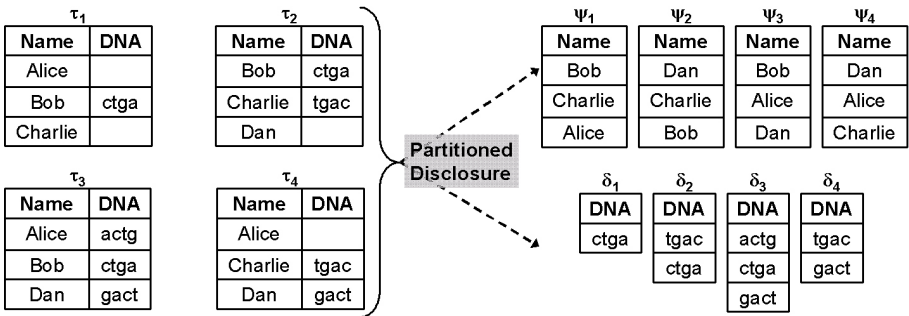 τ1
Name DNA
Alice
Bob ctga
Charlie
τ2
Name DNA
Bob ctga
Charlie tgac
Dan
τ3
Name DNA
Alice actg
Bob ctga
Dan gact
τ4
Name DNA
Alice
Charlie tgac
Dan gact
Partitioned
Disclosure
ψ1
Name
Bob
Charlie
Alice
ψ2
Name
Dan
Charlie
Bob
ψ3
Name
Bob
Alice
Dan
ψ4
Name
Dan
Alice
Charlie
δ1
DNA
ctga
δ2
DNA
tgac
ctga
δ3
DNA
actg
ctga
gact
δ4
DNA
tgac
gact